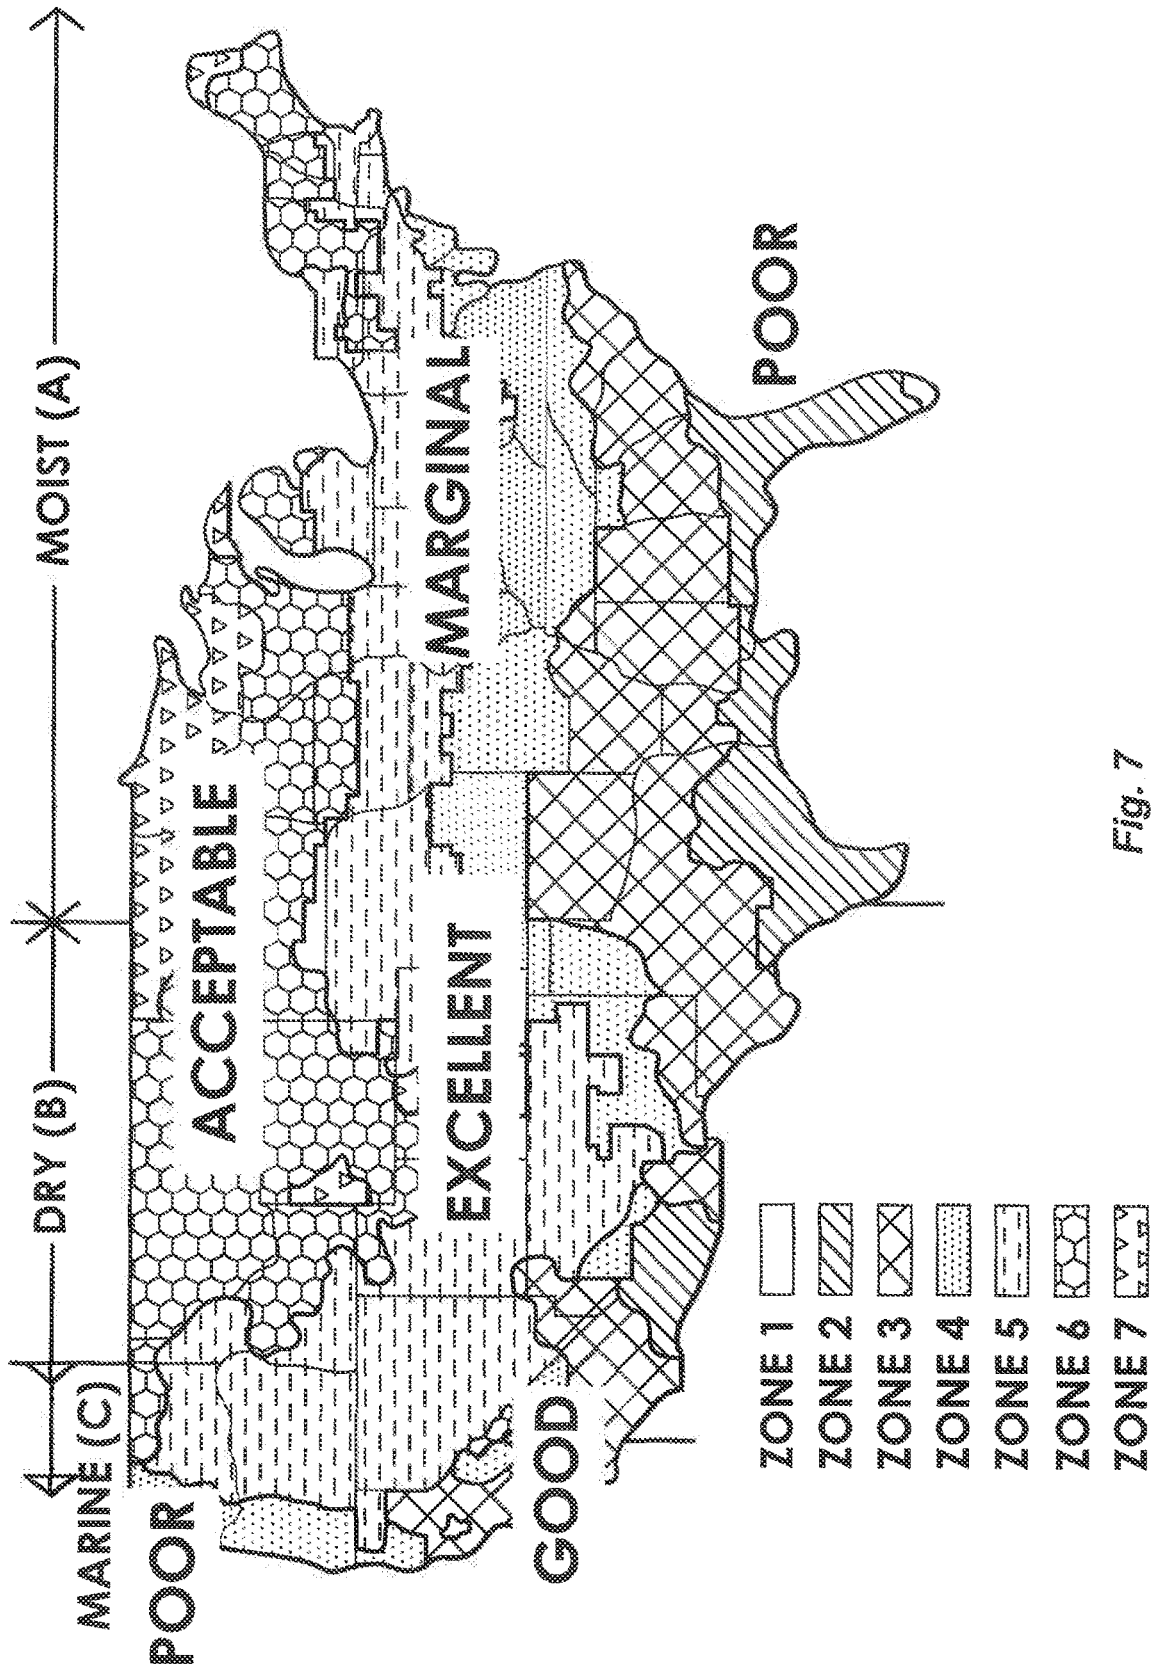 MARINE (C)
DRY (B)
MOIST (A)
POOR
ACCEPTABLE
EXCELLENT
MARGINAL
GOOD
POOR
ZONE 1
ZONE 2
ZONE 3
ZONE 4
ZONE 5
ZONE 6
ZONE 7
Fig. 7